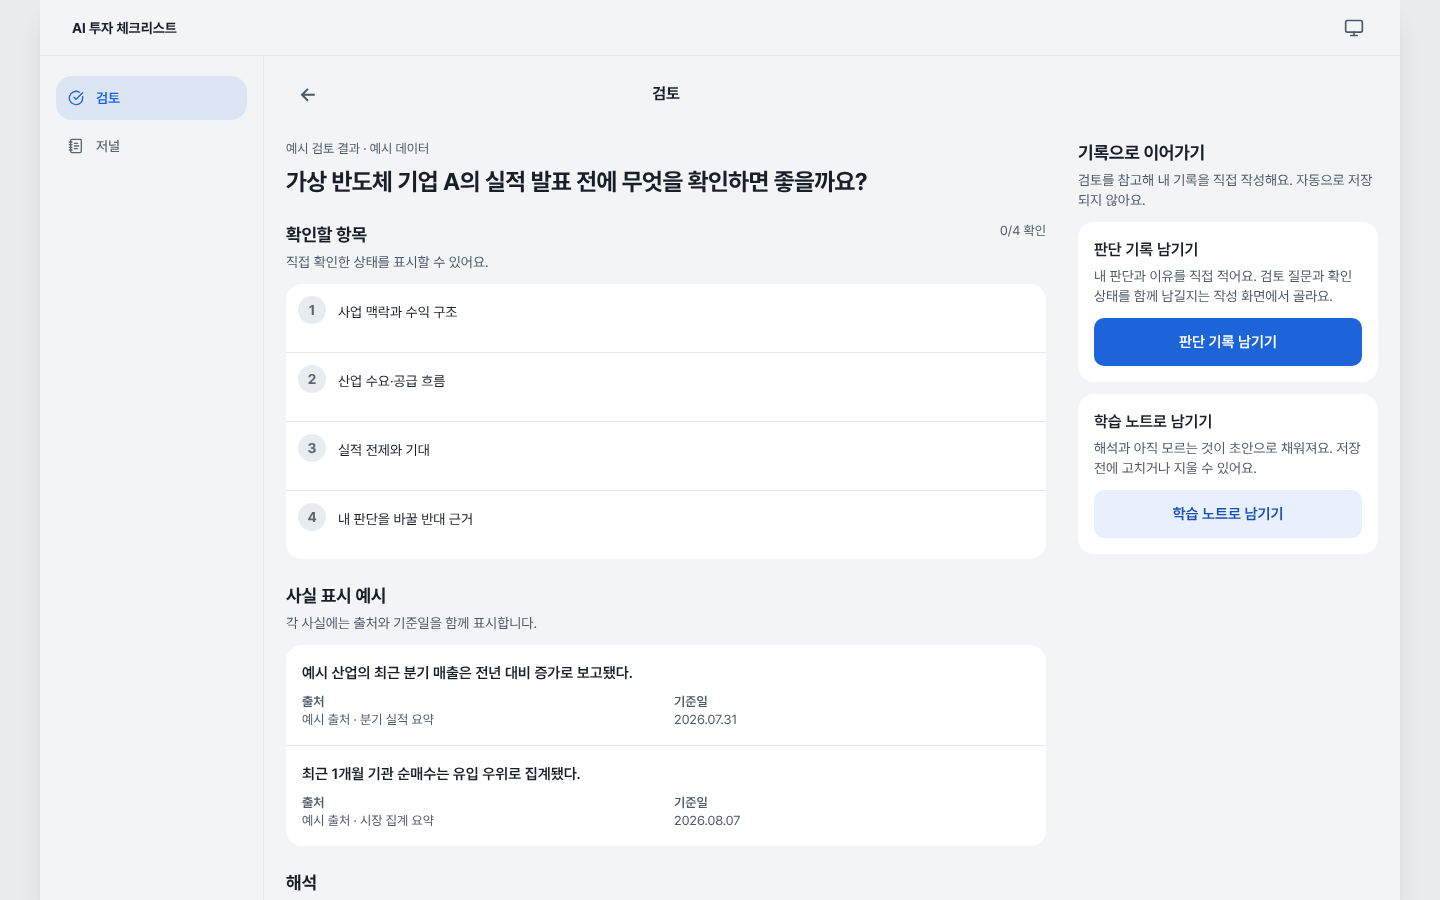 AI 투자 체크리스트
검토
저널
검토
예시 검토 결과 · 예시 데이터
가상 반도체 기업 A의 실적 발표 전에 무엇을 확인하면 좋을까요?
확인할 항목
0/4 확인
직접 확인한 상태를 표시할 수 있어요.
1 사업 맥락과 수익 구조
2 산업 수요·공급 흐름
3 실적 전제와 기대
4 내 판단을 바꿀 반대 근거
사실 표시 예시
각 사실에는 출처와 기준일을 함께 표시합니다.
예시 산업의 최근 분기 매출은 전년 대비 증가로 보고됐다.
출처 기준일
예시 출처 · 분기 실적 요약 2026.07.31
최근 1개월 기관 순매수는 유입 우위로 집계됐다.
출처 기준일
예시 출처 · 시장 집계 요약 2026.08.07
해석
기록으로 이어가기
검토를 참고해 내 기록을 직접 작성해요. 자동으로 저장
되지 않아요.
판단 기록 남기기
내 판단과 이유를 직접 적어요. 검토 질문과 확인
상태를 함께 남길지는 작성 화면에서 골라요.
판단 기록 남기기
학습 노트로 남기기
해석과 아직 모르는 것이 초안으로 채워져요. 저장
전에 고치거나 지울 수 있어요.
학습 노트로 남기기